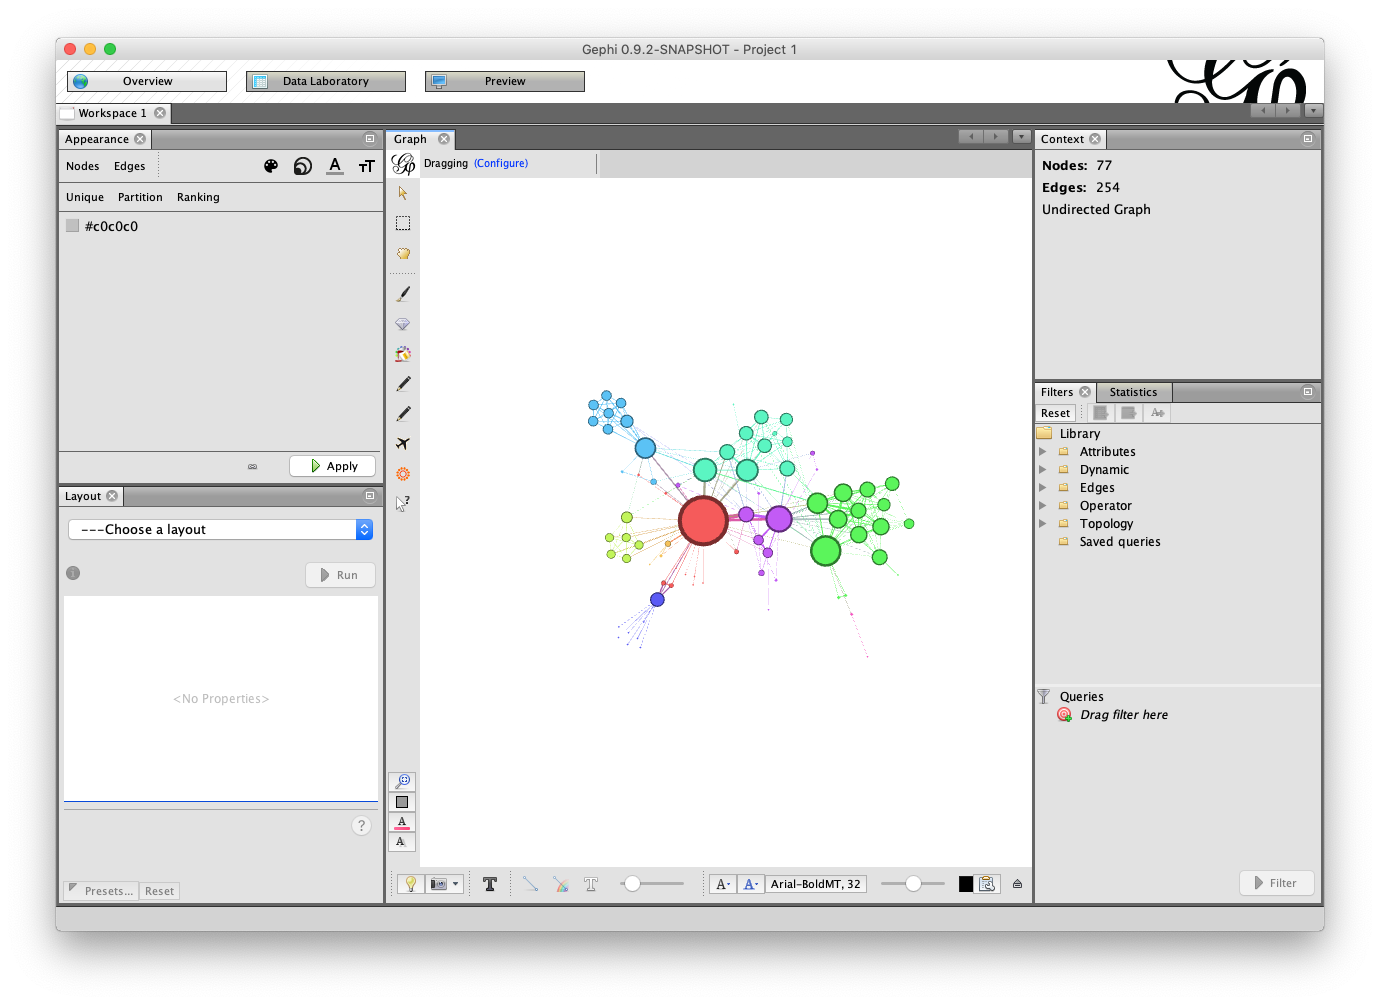 Gephi 0.9.2-SNAPSHOT - Project 1
Overview
Data Laboratory
Preview
Workspace 1
Appearance
Nodes Edges
Unique Partition Ranking
#c0c0c0
Apply
Layout
---Choose a layout
Run
<No Properties>
?
Presets... Reset
Graph
Dragging (Configure)
Arial-BoldMT, 32
Context
Nodes: 77
Edges: 254
Undirected Graph
Filters Statistics
Reset
Library
Attributes
Dynamic
Edges
Operator
Topology
Saved queries
Queries
Drag filter here
Filter